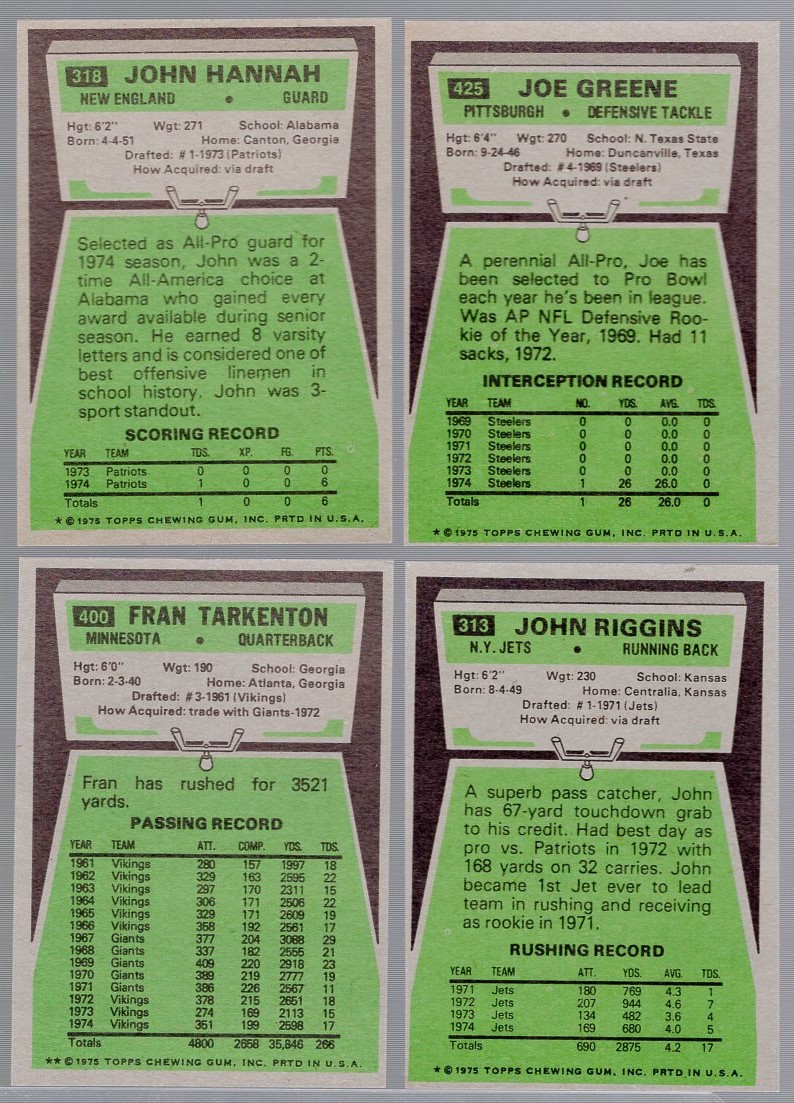 318 JOHN HANNAH
NEW ENGLAND • GUARD
Hgt: 6'2" Wgt: 271 School: Alabama
Born: 4-4-51 Home: Canton, Georgia
Drafted: #1-1973 (Patriots)
How Acquired: via draft
Selected as All-Pro guard for
1974 season, John was a 2-
time All-America choice at
Alabama who gained every
award available during senior
season. He earned 8 varsity
letters and is considered one of
best offensive linemen in
school history. John was 3-
sport standout.
SCORING RECORD
YEAR TEAM TDS. XP. FG. PTS.
1973 Patriots 0 0 0 0
1974 Patriots 1 0 0 6
Totals 1 0 0 6
* © 1975 TOPPS CHEWING GUM, INC. PRTD IN U.S.A.
425 JOE GREENE
PITTSBURGH • DEFENSIVE TACKLE
Hgt: 6'4" Wgt: 270 School: N. Texas State
Born: 9-24-46 Home: Duncanville, Texas
Drafted: #4-1969 (Steelers)
How Acquired: via draft
A perennial All-Pro, Joe has
been selected to Pro Bowl
each year he's been in league.
Was AP NFL Defensive Roo-
kie of the Year, 1969. Had 11
sacks, 1972.
INTERCEPTION RECORD
YEAR TEAM NO. YDS. AVG. TDS.
1969 Steelers 0 0 0.0 0
1970 Steelers 0 0 0.0 0
1971 Steelers 0 0 0.0 0
1972 Steelers 0 0 0.0 0
1973 Steelers 0 0 0.0 0
1974 Steelers 1 26 26.0 0
Totals 1 26 26.0 0
* © 1975 TOPPS CHEWING GUM, INC. PRTD IN U.S.A.
400 FRAN TARKENTON
MINNESOTA • QUARTERBACK
Hgt: 6'0" Wgt: 190 School: Georgia
Born: 2-3-40 Home: Atlanta, Georgia
Drafted: #3-1961 (Vikings)
How Acquired: trade with Giants-1972
Fran has rushed for 3521
yards.
PASSING RECORD
YEAR TEAM ATT. COMP. YDS. TDS.
1961 Vikings 280 157 1997 18
1962 Vikings 329 163 2595 22
1963 Vikings 297 170 2311 15
1964 Vikings 306 171 2506 22
1965 Vikings 329 171 2609 19
1966 Vikings 358 192 2561 17
1967 Giants 377 204 3088 29
1968 Giants 337 182 2555 21
1969 Giants 409 220 2918 23
1970 Giants 389 219 2777 19
1971 Giants 386 226 2567 11
1972 Vikings 378 215 2651 18
1973 Vikings 274 169 2113 15
1974 Vikings 351 199 2598 17
Totals 4800 2658 35,846 266
** © 1975 TOPPS CHEWING GUM, INC. PRTD IN U.S.A.
313 JOHN RIGGINS
N.Y. JETS • RUNNING BACK
Hgt: 6'2" Wgt: 230 School: Kansas
Born: 8-4-49 Home: Centralia, Kansas
Drafted: #1-1971 (Jets)
How Acquired: via draft
A superb pass catcher, John
has 67-yard touchdown grab
to his credit. Had best day as
pro vs. Patriots in 1972 with
168 yards on 32 carries. John
became 1st Jet ever to lead
team in rushing and receiving
as rookie in 1971.
RUSHING RECORD
YEAR TEAM ATT. YDS. AVG. TDS.
1971 Jets 180 769 4.3 1
1972 Jets 207 944 4.6 7
1973 Jets 134 482 3.6 4
1974 Jets 169 680 4.0 5
Totals 690 2875 4.2 17
* © 1975 TOPPS CHEWING GUM, INC. PRTD IN U.S.A.